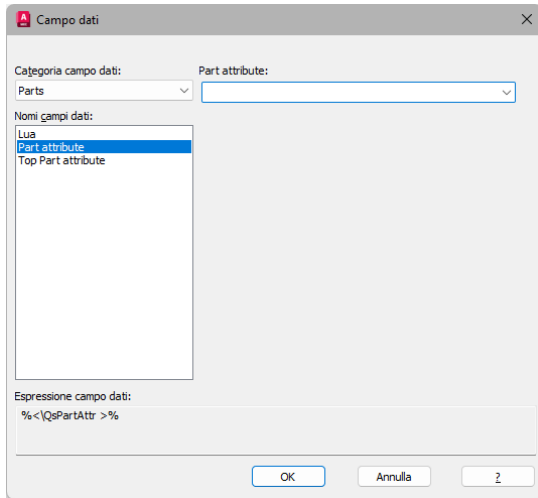 Campo dati
Categoria campo dati:
Part attribute:
Parts
Nomi campi dati:
Lua
Part attribute
Top Part attribute
Espressione campo dati:
%<\QsPartAttr >%
OK
Annulla
?